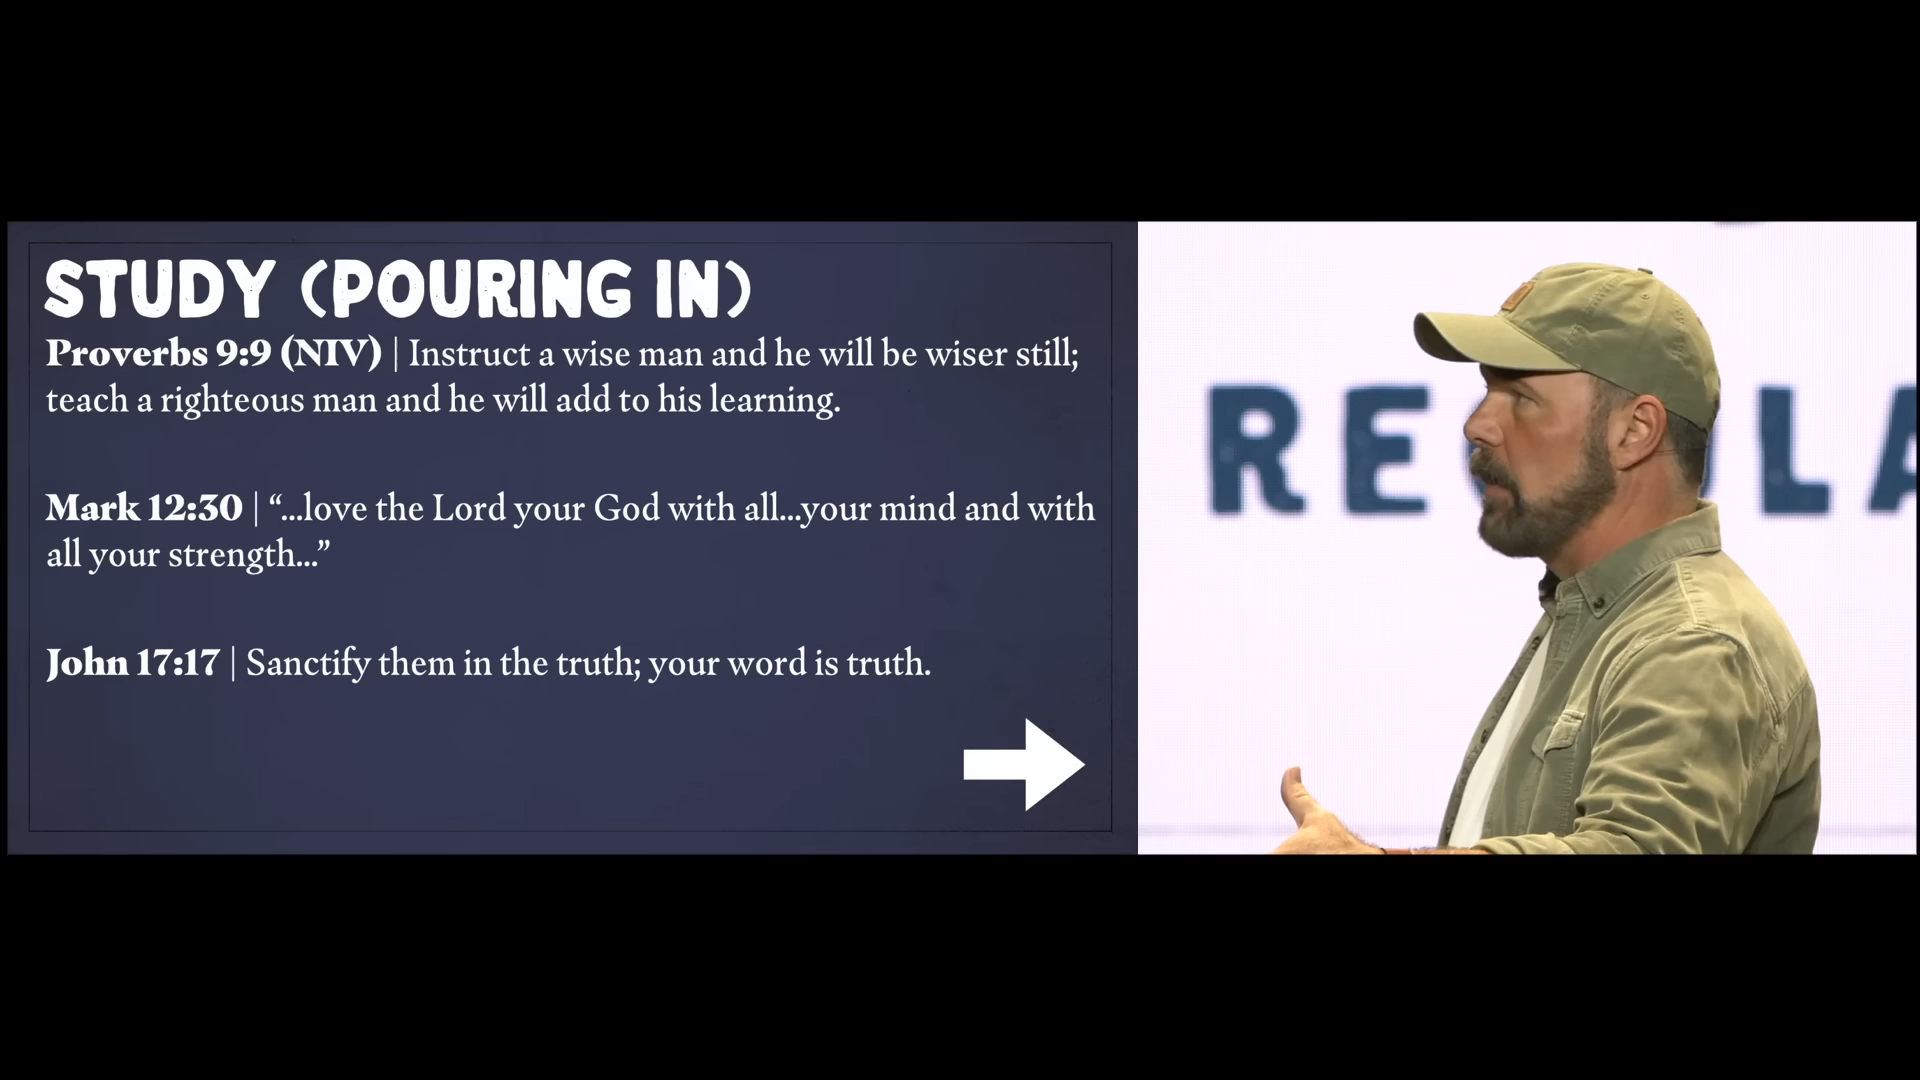 STUDY (POURING IN)
Proverbs 9:9 (NIV) | Instruct a wise man and he will be wiser still;
teach a righteous man and he will add to his learning.
Mark 12:30 | “...love the Lord your God with all...your mind and with
all your strength...”
John 17:17 | Sanctify them in the truth; your word is truth.